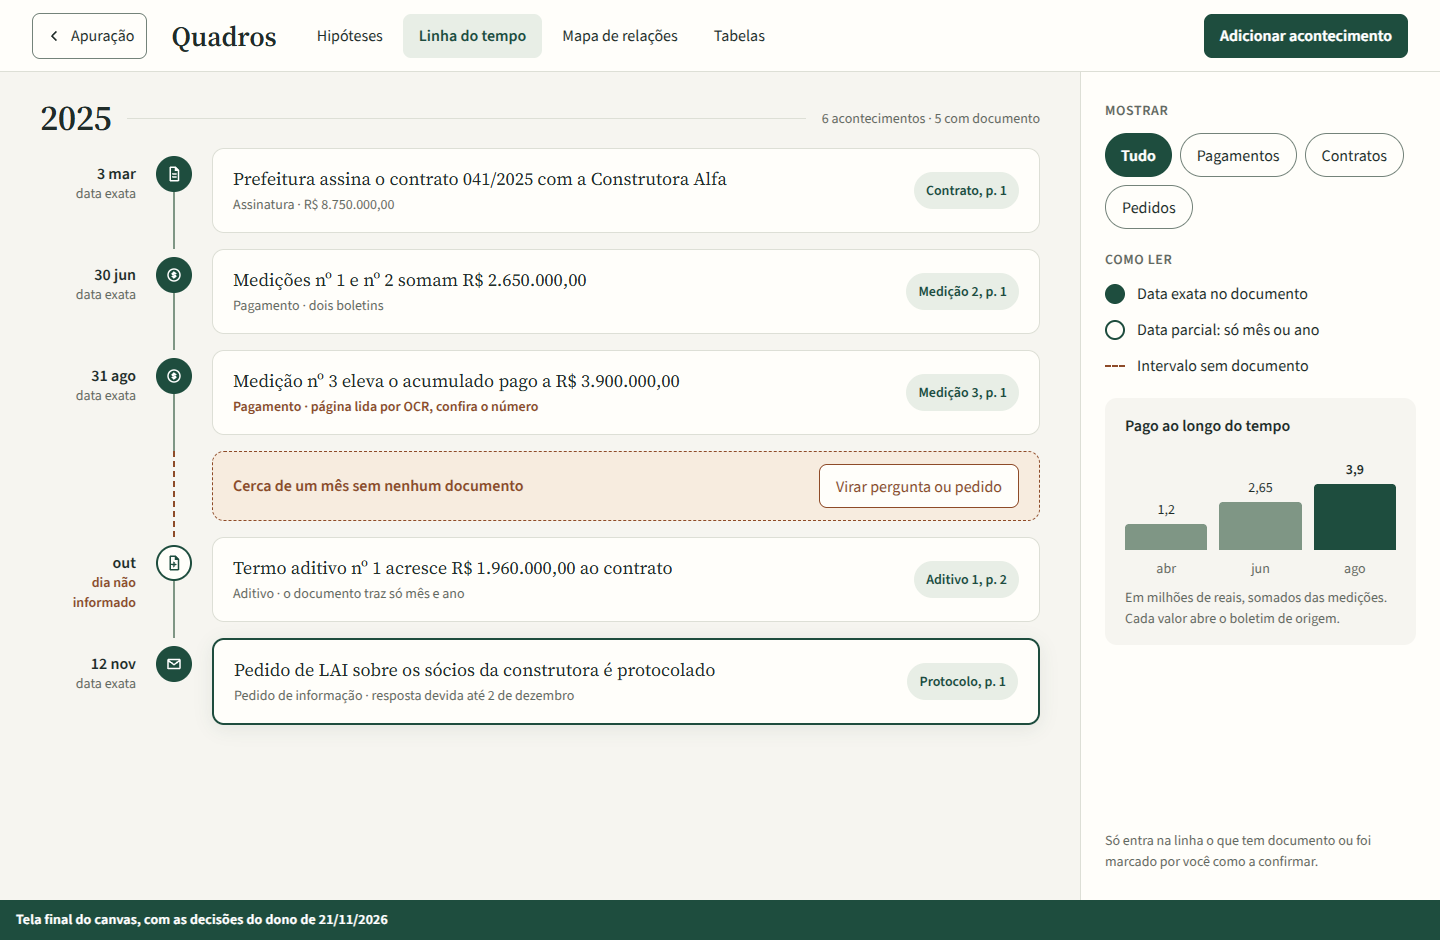 Apuração
Quadros
Hipóteses
Linha do tempo
Mapa de relações
Tabelas
Adicionar acontecimento
2025
6 acontecimentos · 5 com documento
3 mar
data exata
Prefeitura assina o contrato 041/2025 com a Construtora Alfa
Assinatura · R$ 8.750.000,00
Contrato, p. 1
30 jun
data exata
Medições nº 1 e nº 2 somam R$ 2.650.000,00
Pagamento · dois boletins
Medição 2, p. 1
31 ago
data exata
Medição nº 3 eleva o acumulado pago a R$ 3.900.000,00
Pagamento · página lida por OCR, confira o número
Medição 3, p. 1
Cerca de um mês sem nenhum documento
Virar pergunta ou pedido
out
dia não
informado
Termo aditivo nº 1 acresce R$ 1.960.000,00 ao contrato
Aditivo · o documento traz só mês e ano
Aditivo 1, p. 2
12 nov
data exata
Pedido de LAI sobre os sócios da construtora é protocolado
Pedido de informação · resposta devida até 2 de dezembro
Protocolo, p. 1
MOSTRAR
Tudo
Pagamentos
Contratos
Pedidos
COMO LER
Data exata no documento
Data parcial: só mês ou ano
Intervalo sem documento
Pago ao longo do tempo
1,2
2,65
3,9
abr
jun
ago
Em milhões de reais, somados das medições.
Cada valor abre o boletim de origem.
Só entra na linha o que tem documento ou foi
marcado por você como a confirmar.
Tela final do canvas, com as decisões do dono de 21/11/2026